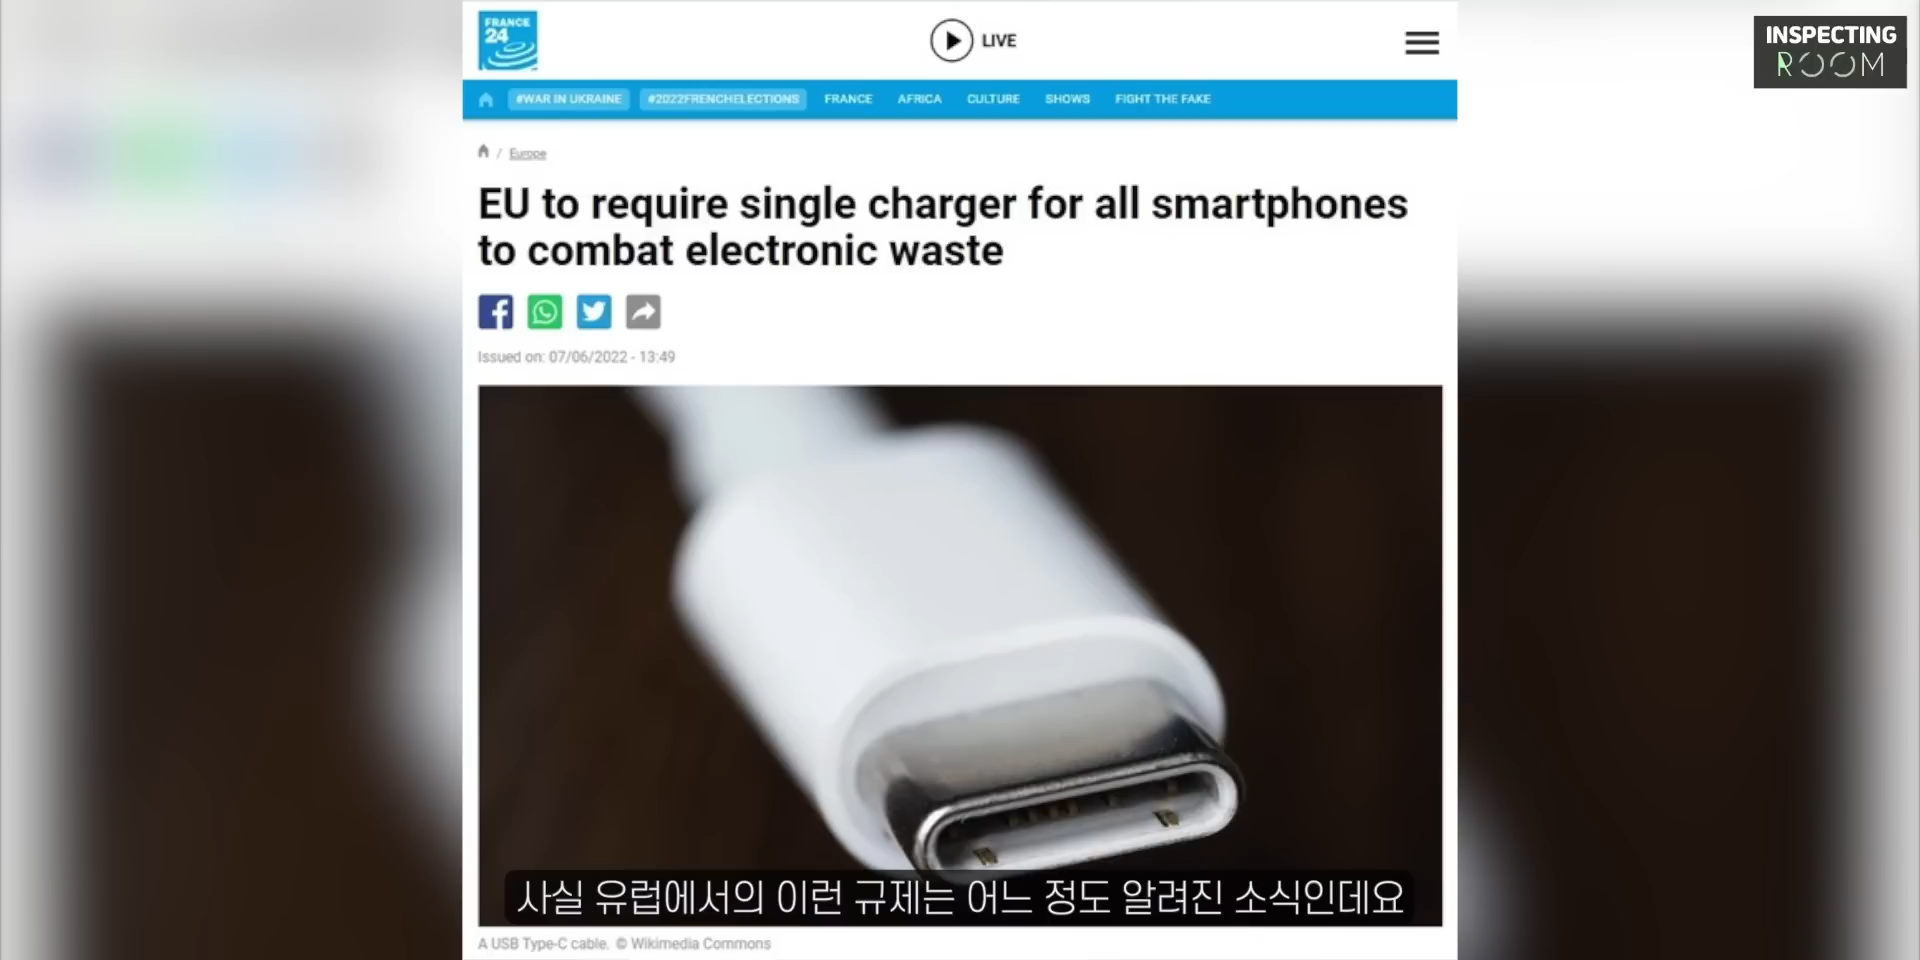 FRANCE
24
LIVE
INSPECTING
ROOM
#WAR IN UKRAINE #2022FRENCHELECTIONS FRANCE AFRICA CULTURE SHOWS FIGHT THE FAKE
/ Europe
EU to require single charger for all smartphones
to combat electronic waste
Issued on: 07/06/2022 - 13:49
사실 유럽에서의 이런 규제는 어느 정도 알려진 소식인데요
A USB Type-C cable. © Wikimedia Commons